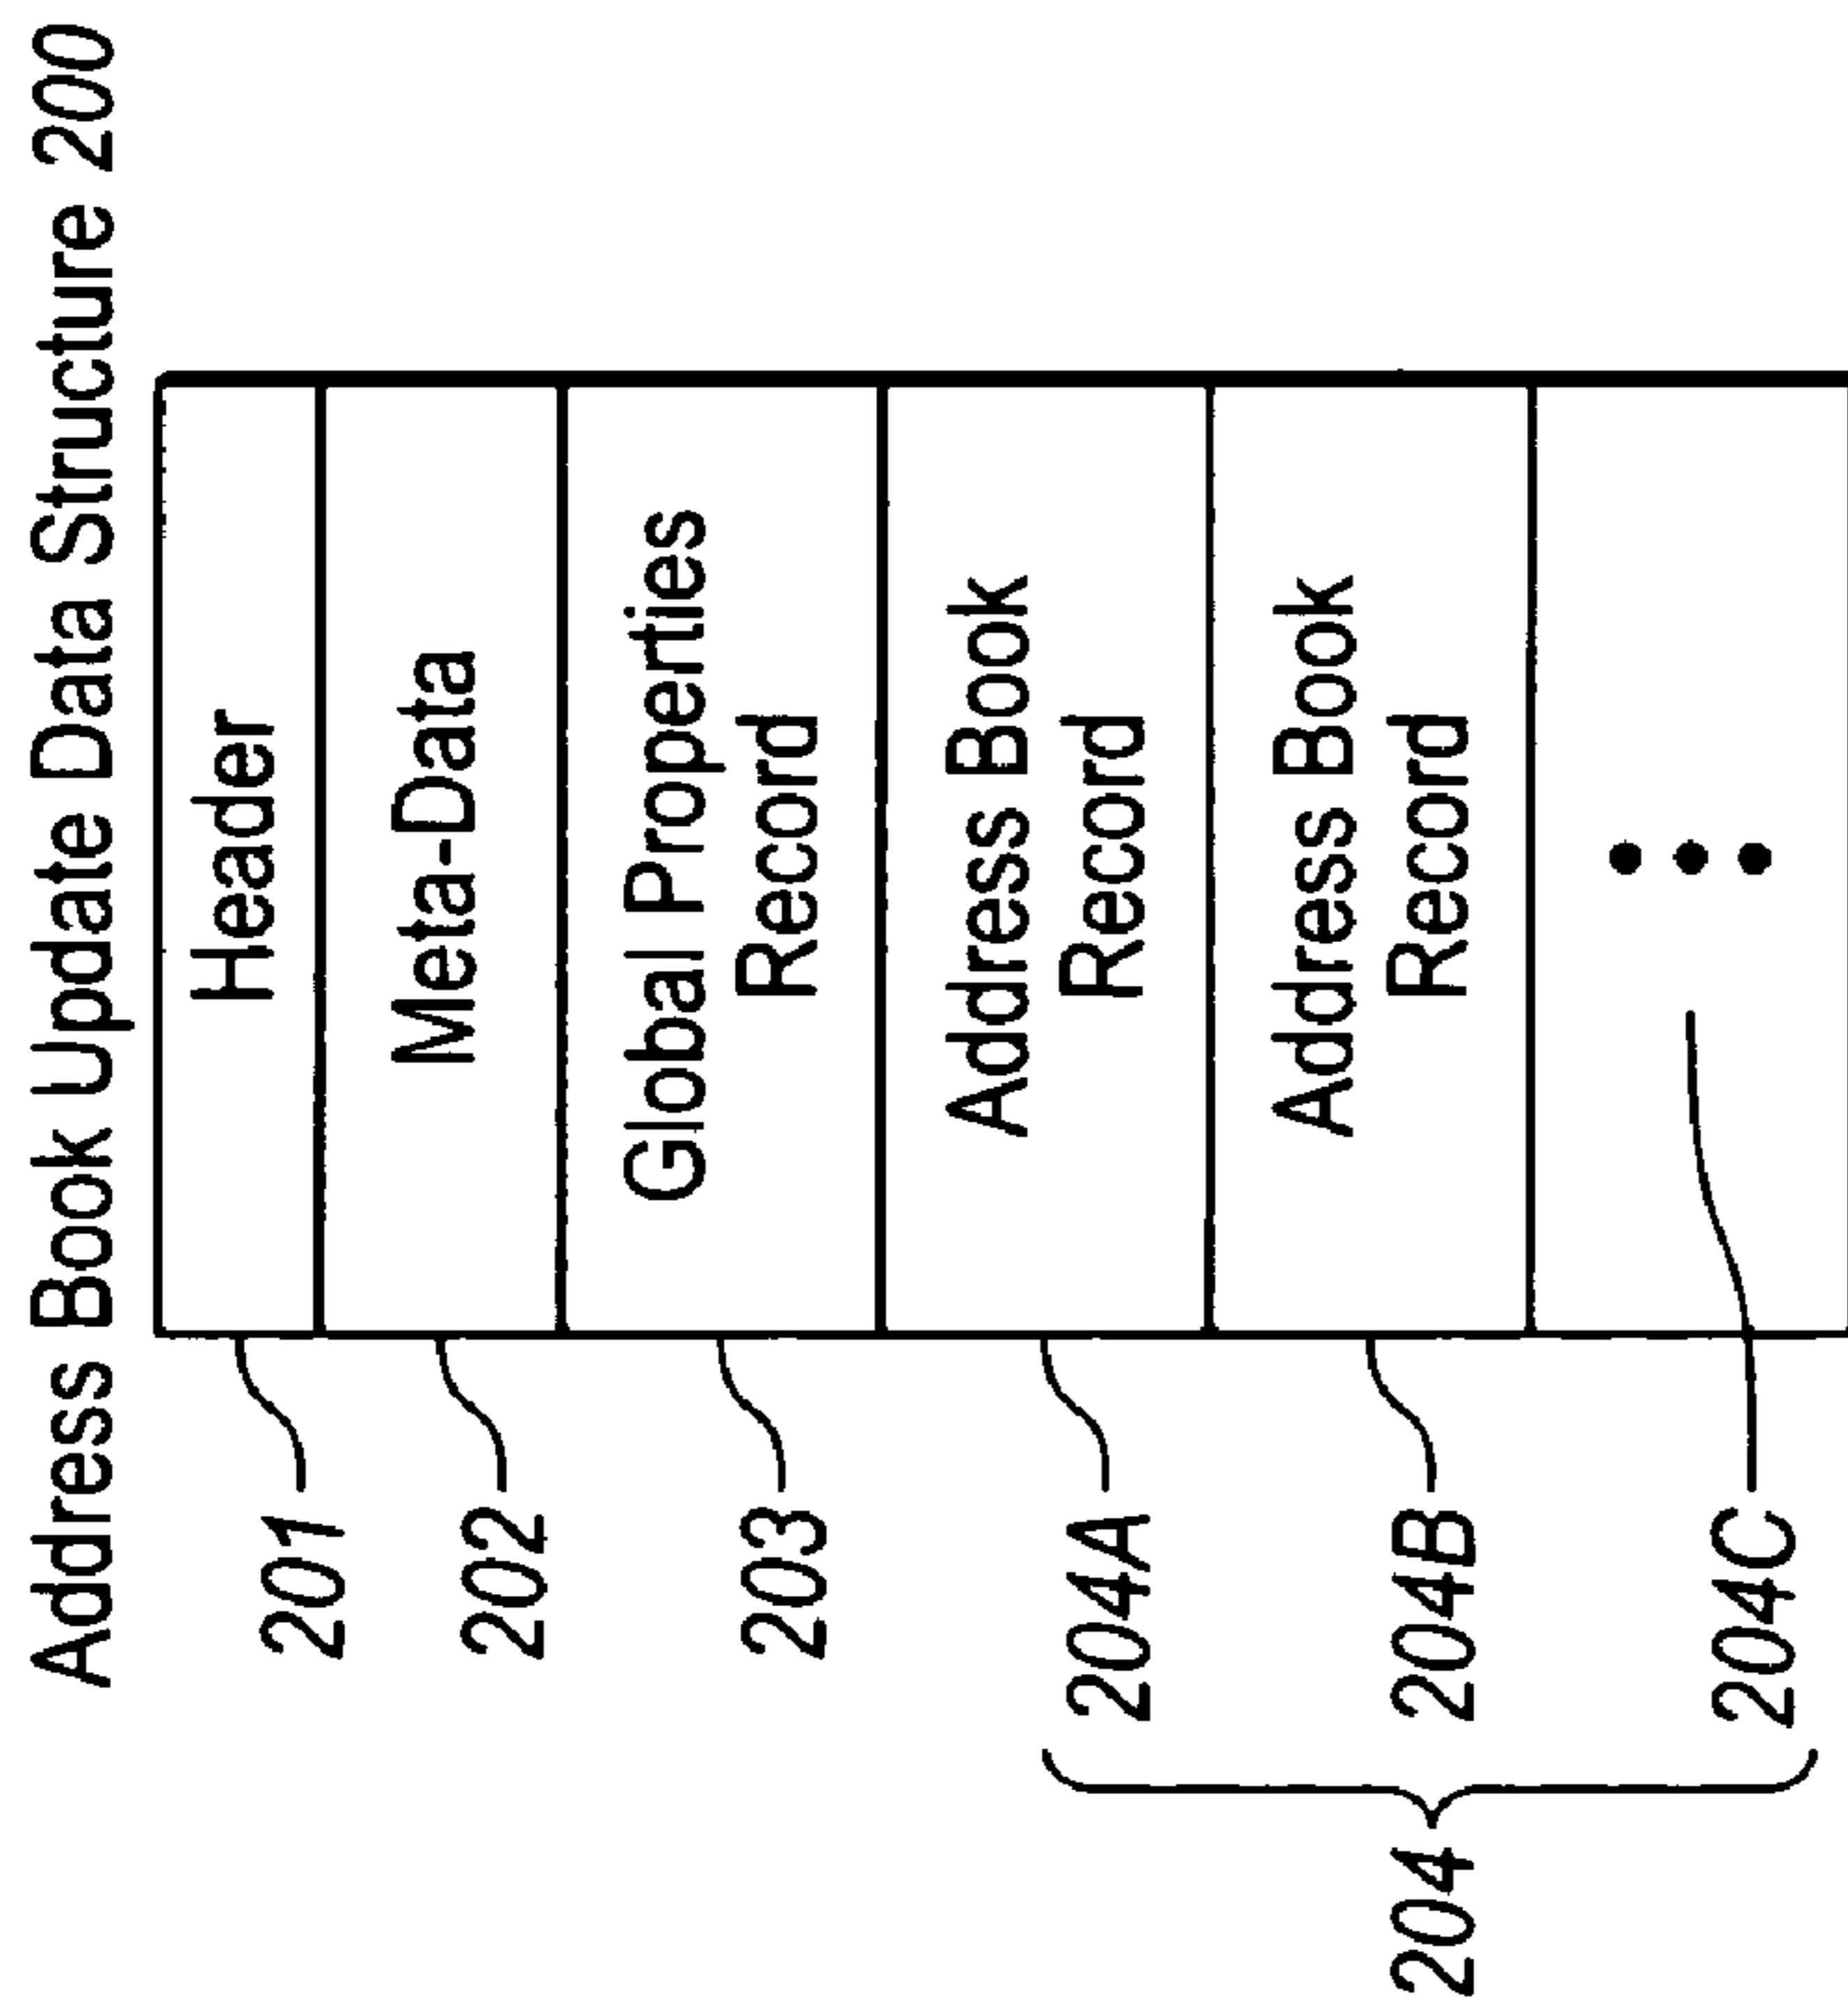 Address Book Update Data Structure 200
Header
Meta-Data
Global Properties
Record
Address Book
Record
Address Book
Record
201
202
203
204A
204B
204C
204